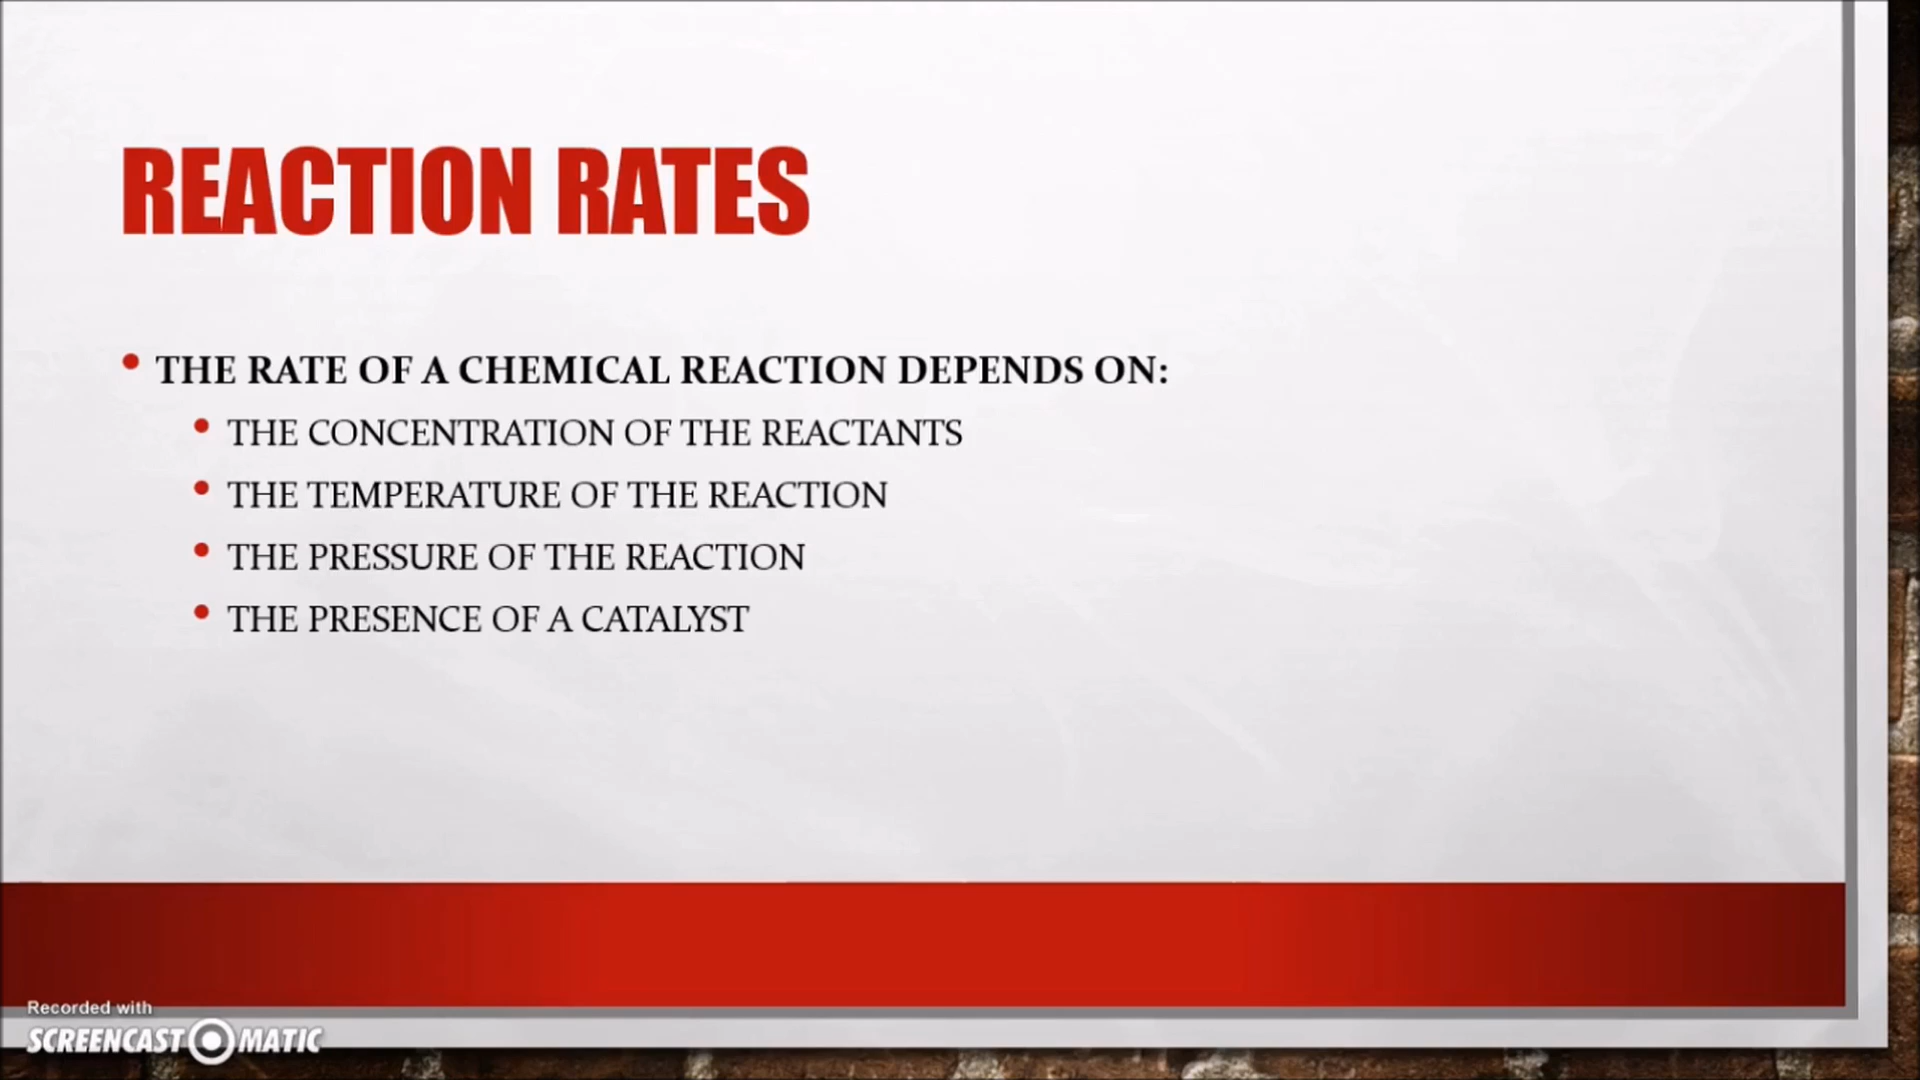 REACTION RATES
THE RATE OF A CHEMICAL REACTION DEPENDS ON:
THE CONCENTRATION OF THE REACTANTS
THE TEMPERATURE OF THE REACTION
THE PRESSURE OF THE REACTION
THE PRESENCE OF A CATALYST
Recorded with
SCREENCAST MATIC